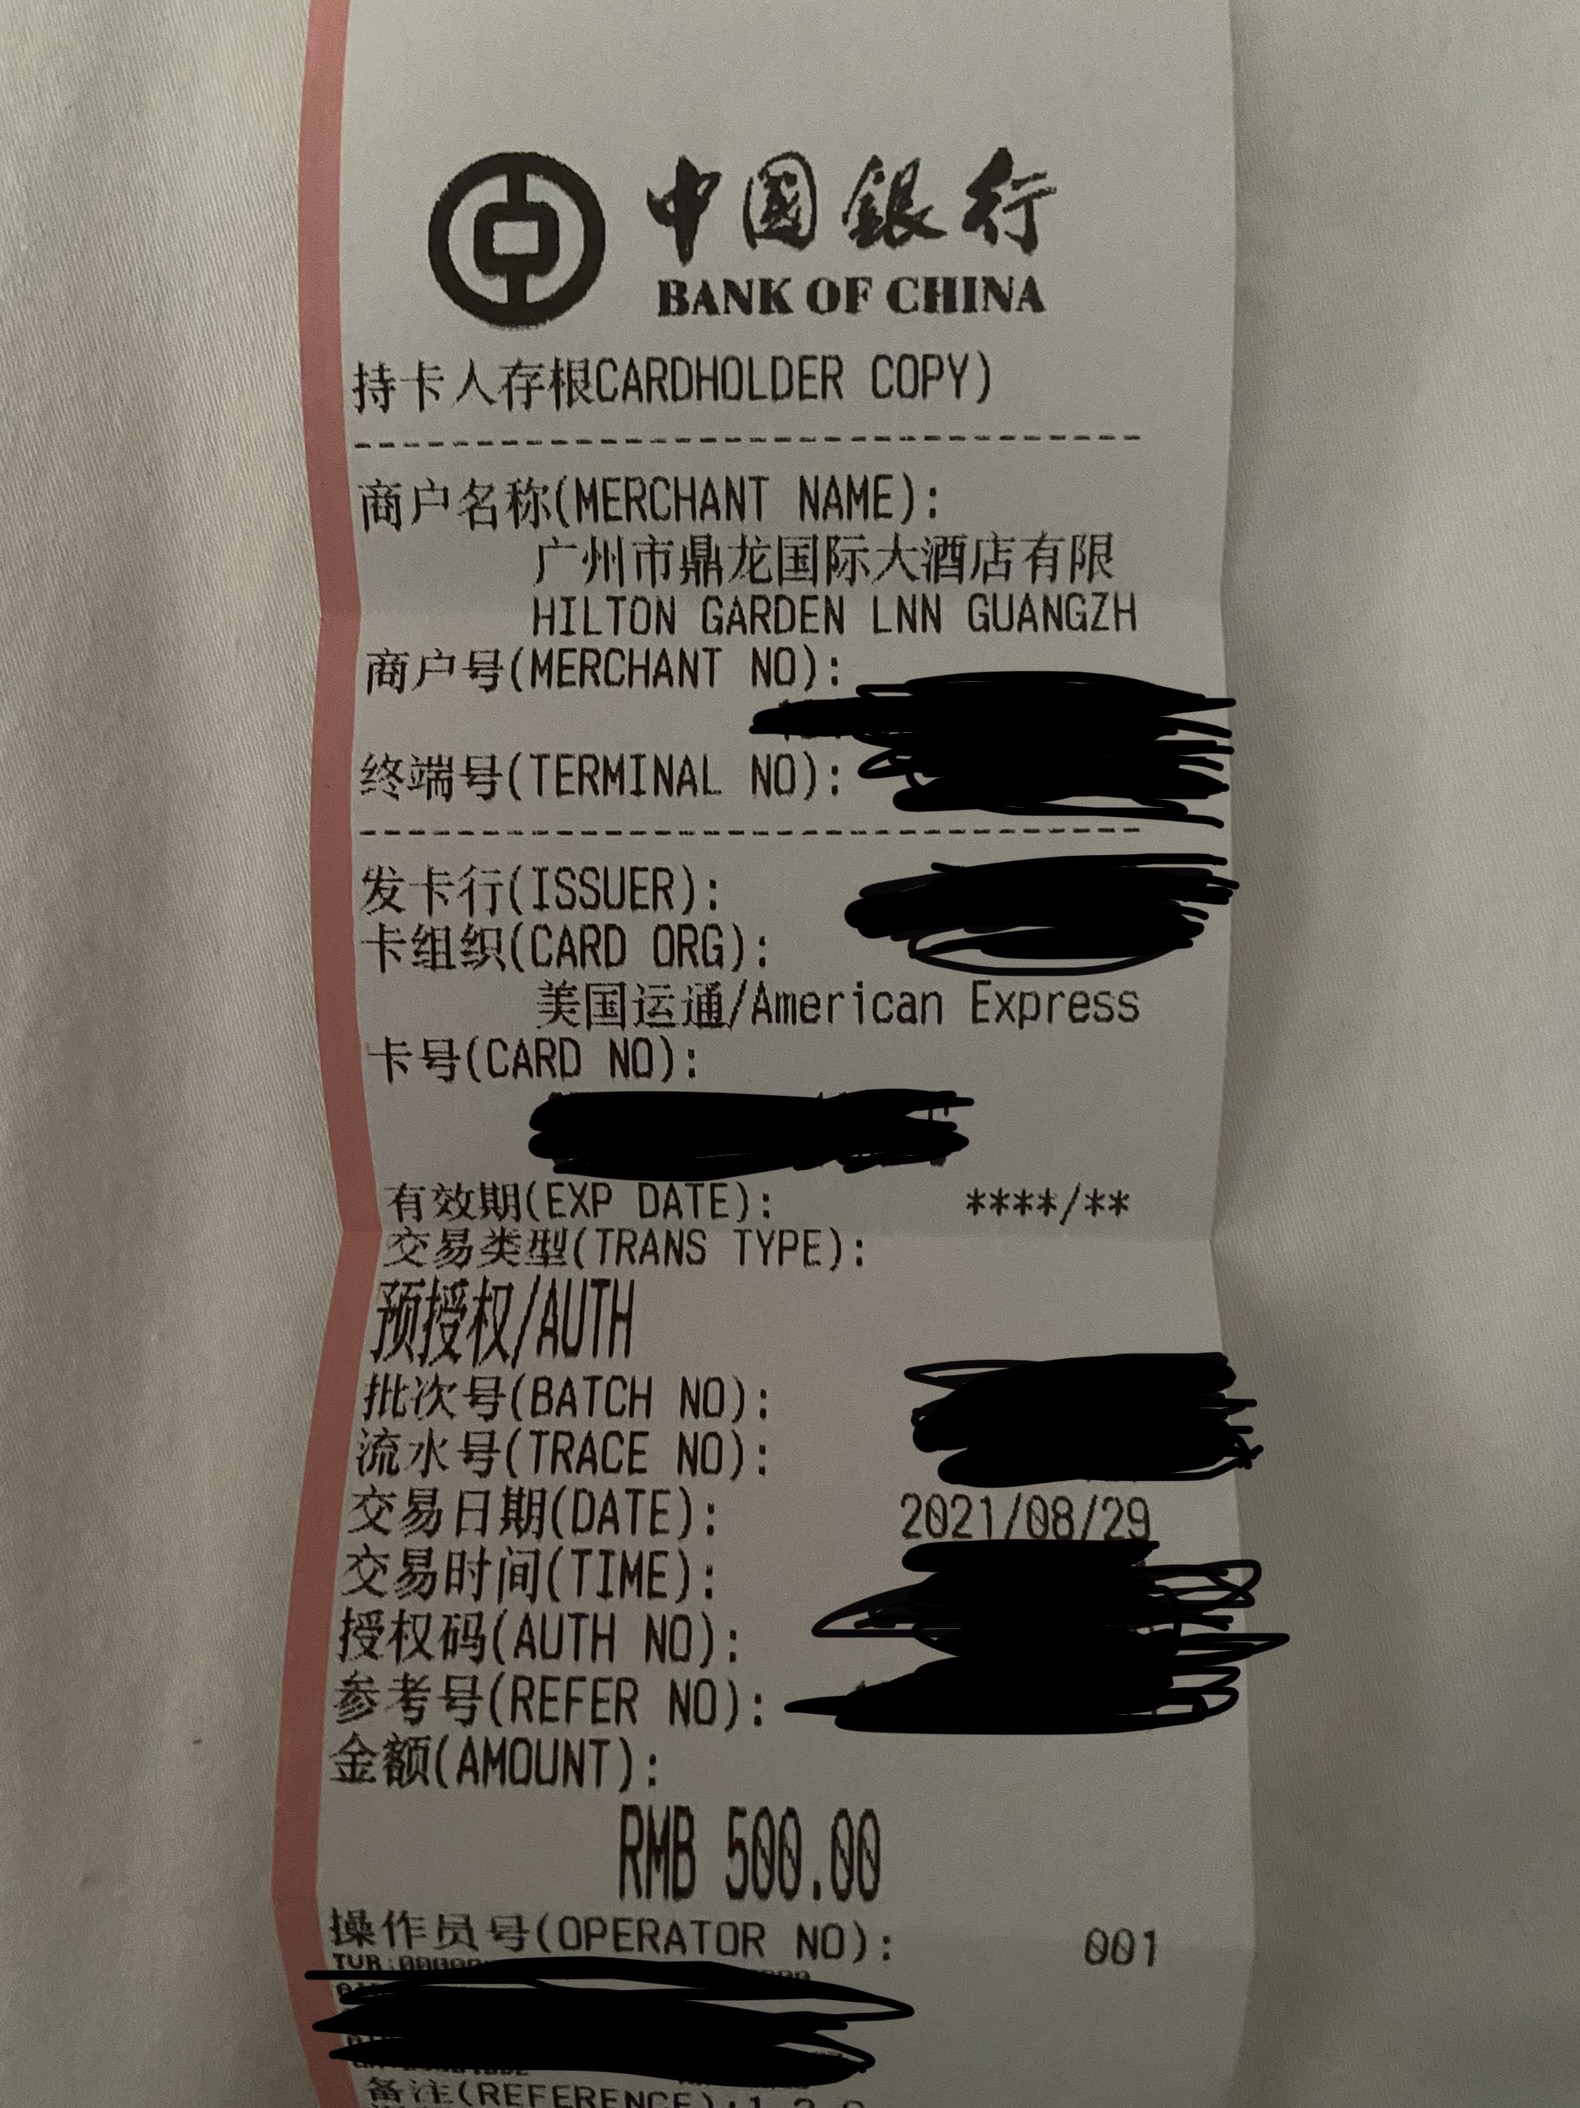 中国銀行
BANK OF CHINA
持卡人存根CARDHOLDER COPY)
商户名称(MERCHANT NAME):
广州市鼎龙国际大酒店有限
HILTON GARDEN LNN GUANGZH
商户号(MERCHANT NO):
终端号(TERMINAL NO):
发卡行(ISSUER):
卡组织(CARD ORG):
美国运通/American Express
卡号(CARD NO):
有效期(EXP DATE): ****/**
交易类型(TRANS TYPE):
预授权/AUTH
批次号(BATCH NO):
流水号(TRACE NO):
交易日期(DATE): 2021/08/29
交易时间(TIME):
授权码(AUTH NO):
参考号(REFER NO):
金额(AMOUNT):
RMB 500.00
操作员号(OPERATOR NO): 001
备注(REFERENCE):